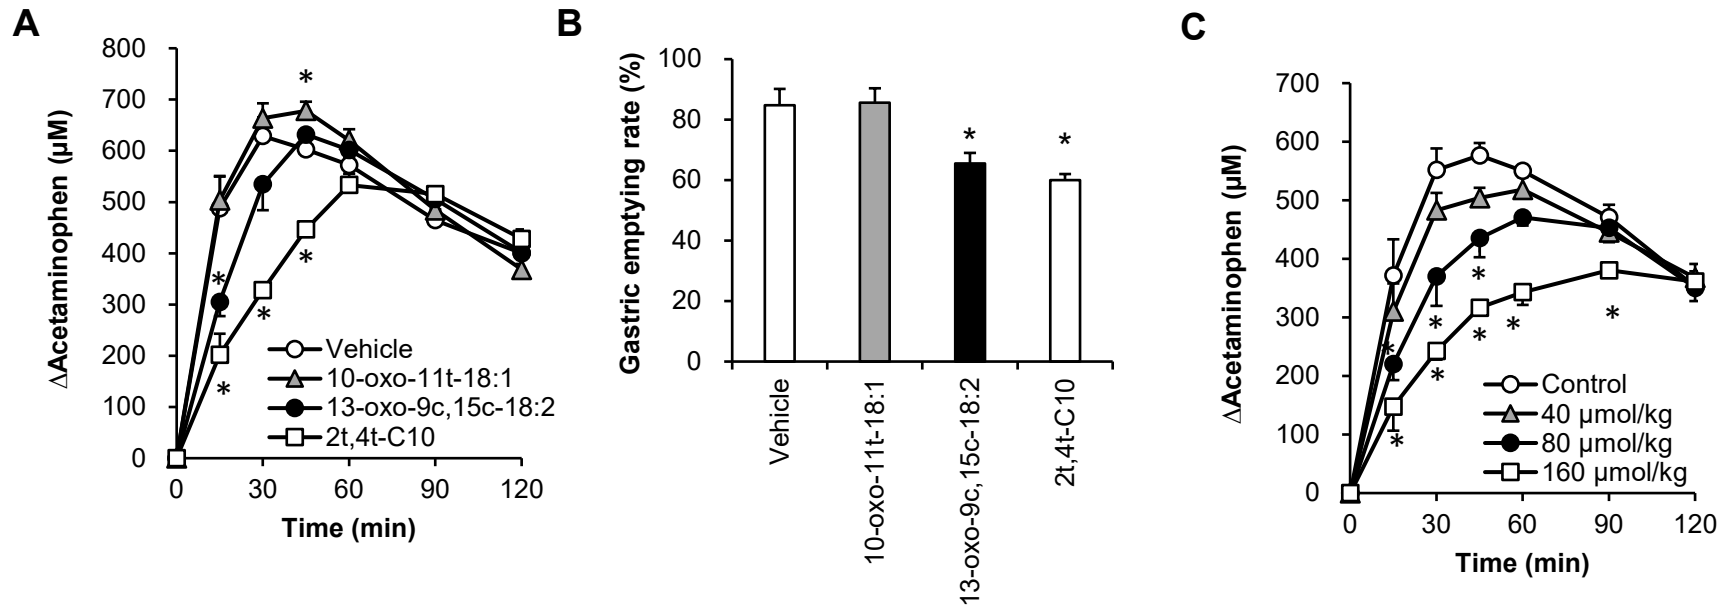 A
800
700
600
500
400
300
200
100
0
ΔAcetaminophen (µM)
*
*
*
*
*
Vehicle
10-oxo-11t-18:1
13-oxo-9c,15c-18:2
2t,4t-C10
0 30 60 90 120
Time (min)
B
100
80
60
40
20
0
Gastric emptying rate (%)
*
*
Vehicle
10-oxo-11t-18:1
13-oxo-9c,15c-18:2
2t,4t-C10
C
700
600
500
400
300
200
100
0
ΔAcetaminophen (µM)
*
*
*
*
*
*
*
*
Control
40 µmol/kg
80 µmol/kg
160 µmol/kg
0 30 60 90 120
Time (min)